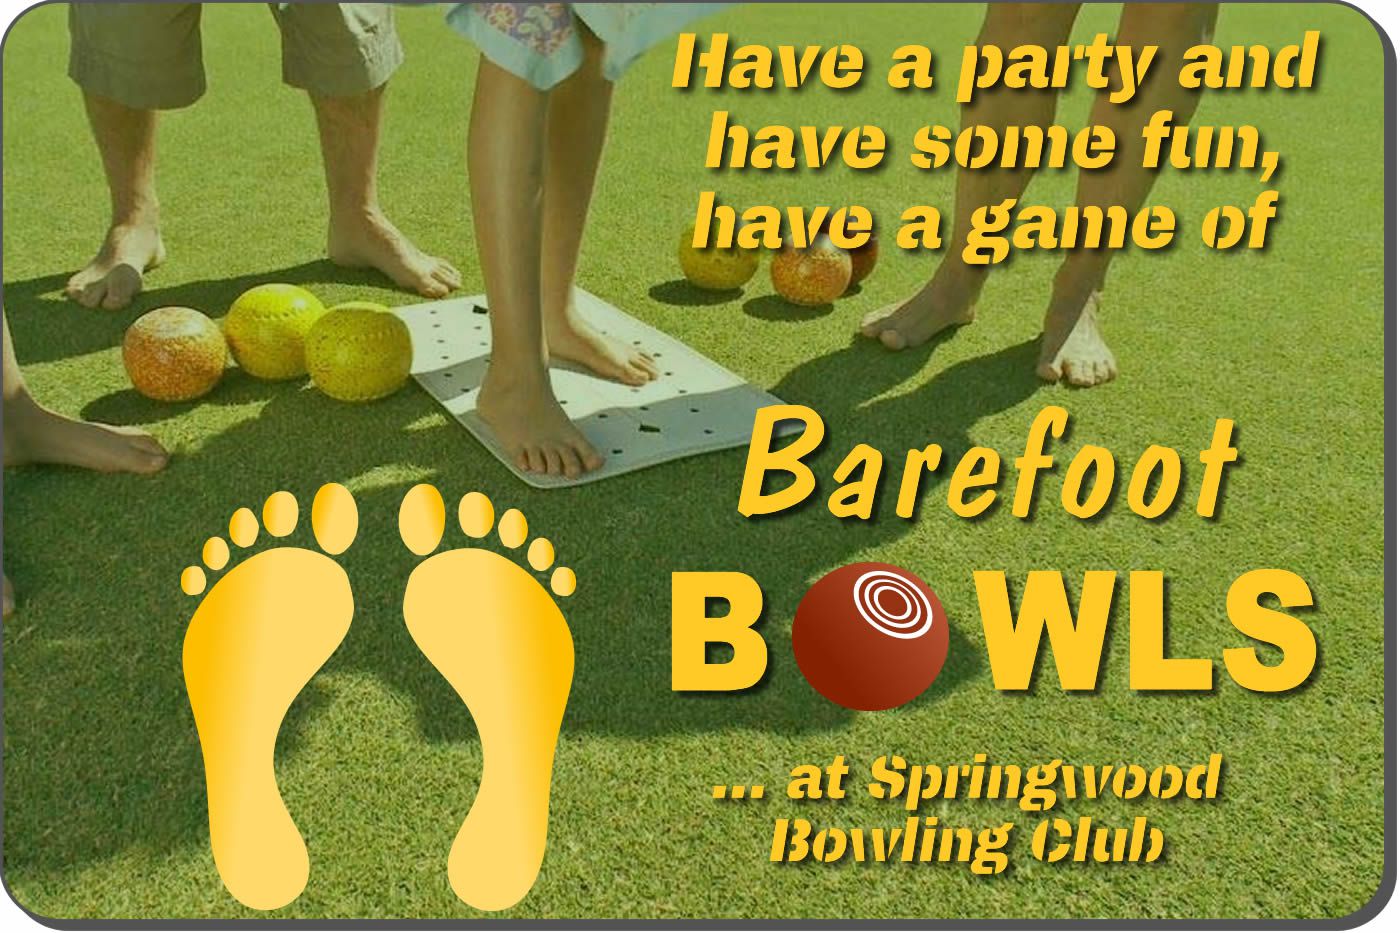 Have a party and
have some fun,
have a game of
Barefoot
BOWLS
... at Springwood
Bowling Club